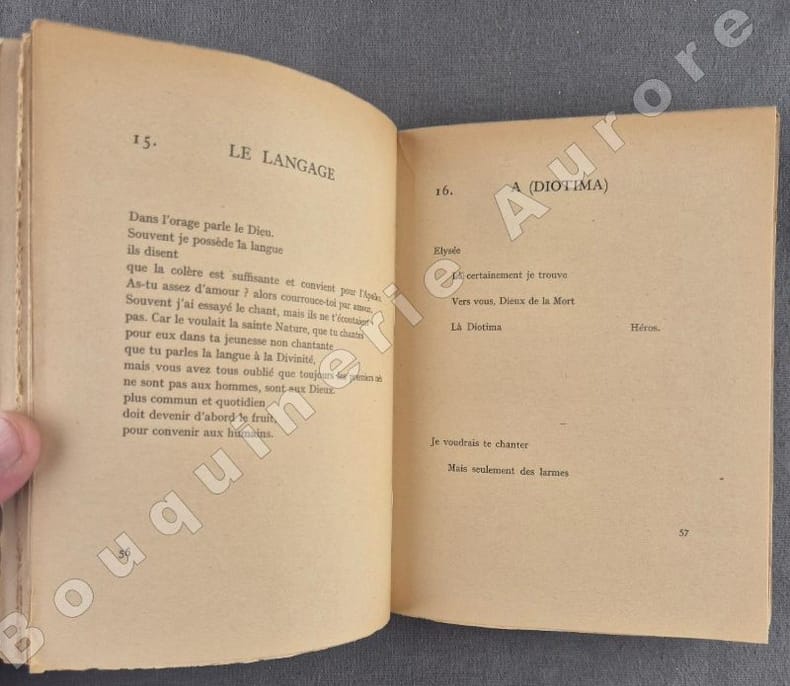 15.
LE LANGAGE
Dans l'orage parle le Dieu.
Souvent je possède la langue
ils disent
que la colère est suffisante et convient pour l'Apollon,
As-tu assez d'amour ? alors courrouce-toi par amour,
Souvent j'ai essayé le chant, mais ils ne t'écoutaient
pas. Car le voulait la sainte Nature, que tu chantes
pour eux dans ta jeunesse non chantante
que tu parles la langue à la Divinité,
mais vous avez tous oublié que toujours les premiers nés
ne sont pas aux hommes, sont aux Dieux.
plus commun et quotidien
doit devenir d'abord le fruit,
pour convenir aux humains.
56
16.
A (DIOTIMA)
Elysée
Là certainement je trouve
Vers vous, Dieux de la Mort
Là Diotima Héros.
Je voudrais te chanter
Mais seulement des larmes
57
Bouquinerie Aurore